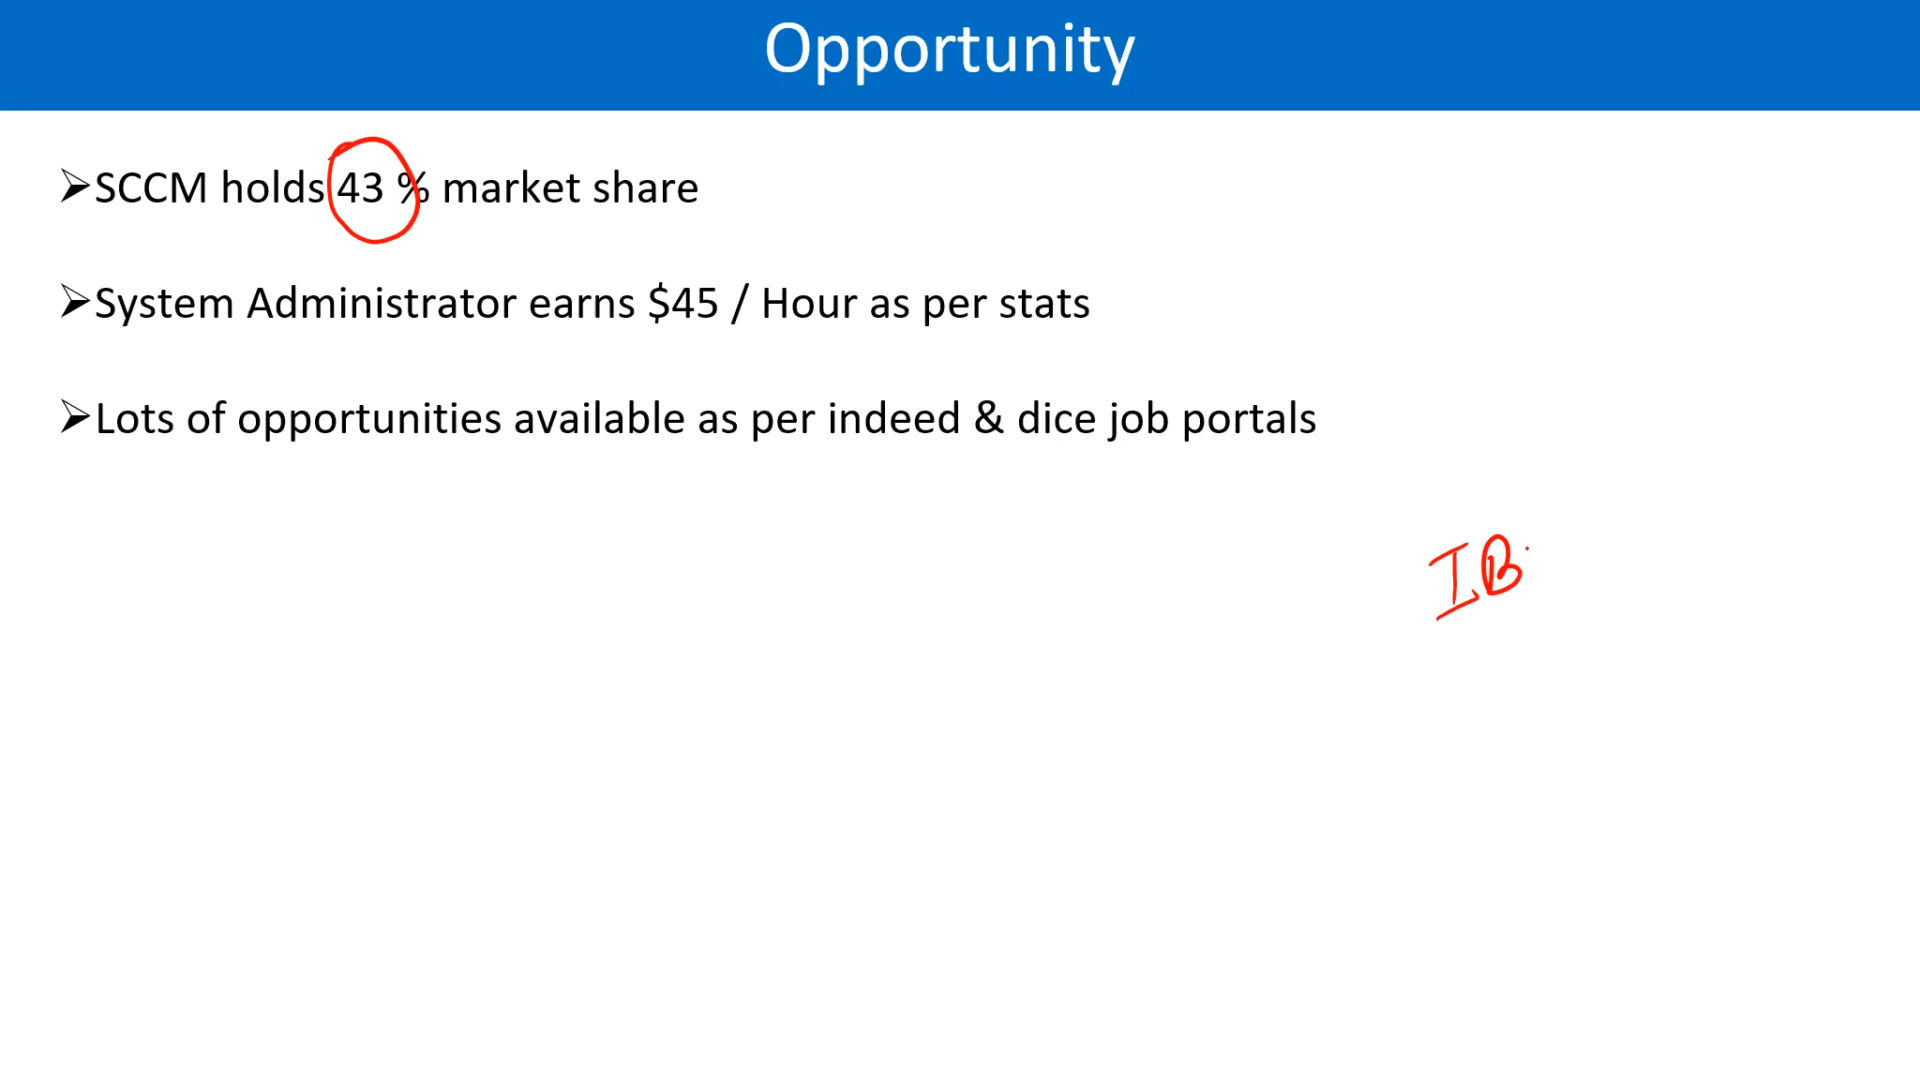 Opportunity
➢SCCM holds 43 % market share
➢System Administrator earns $45 / Hour as per stats
➢Lots of opportunities available as per indeed & dice job portals
IB